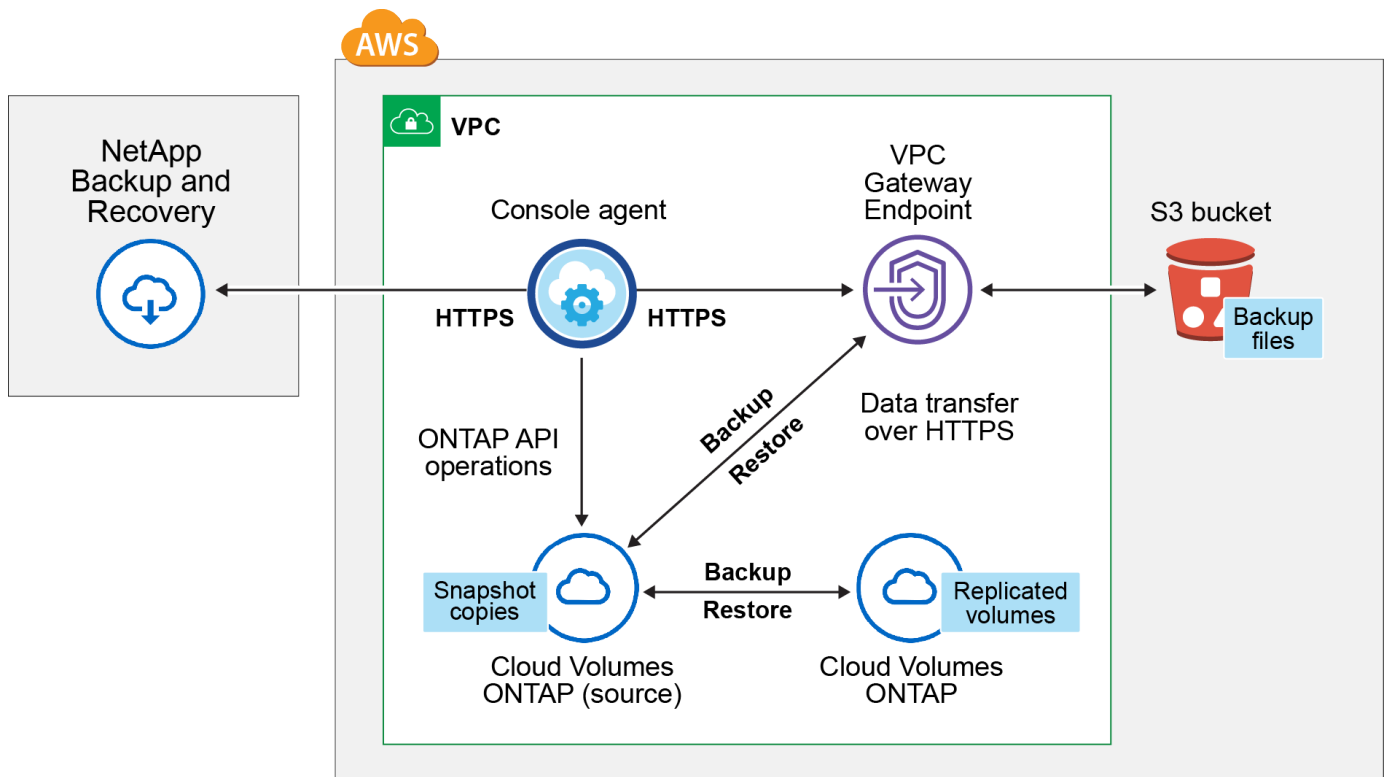 AWS
NetApp
Backup and
Recovery
VPC
Console agent
VPC
Gateway
Endpoint
S3 bucket
HTTPS
HTTPS
Backup
files
ONTAP API
operations
Backup
Restore
Data transfer
over HTTPS
Snapshot
copies
Backup
Restore
Replicated
volumes
Cloud Volumes
ONTAP (source)
Cloud Volumes
ONTAP